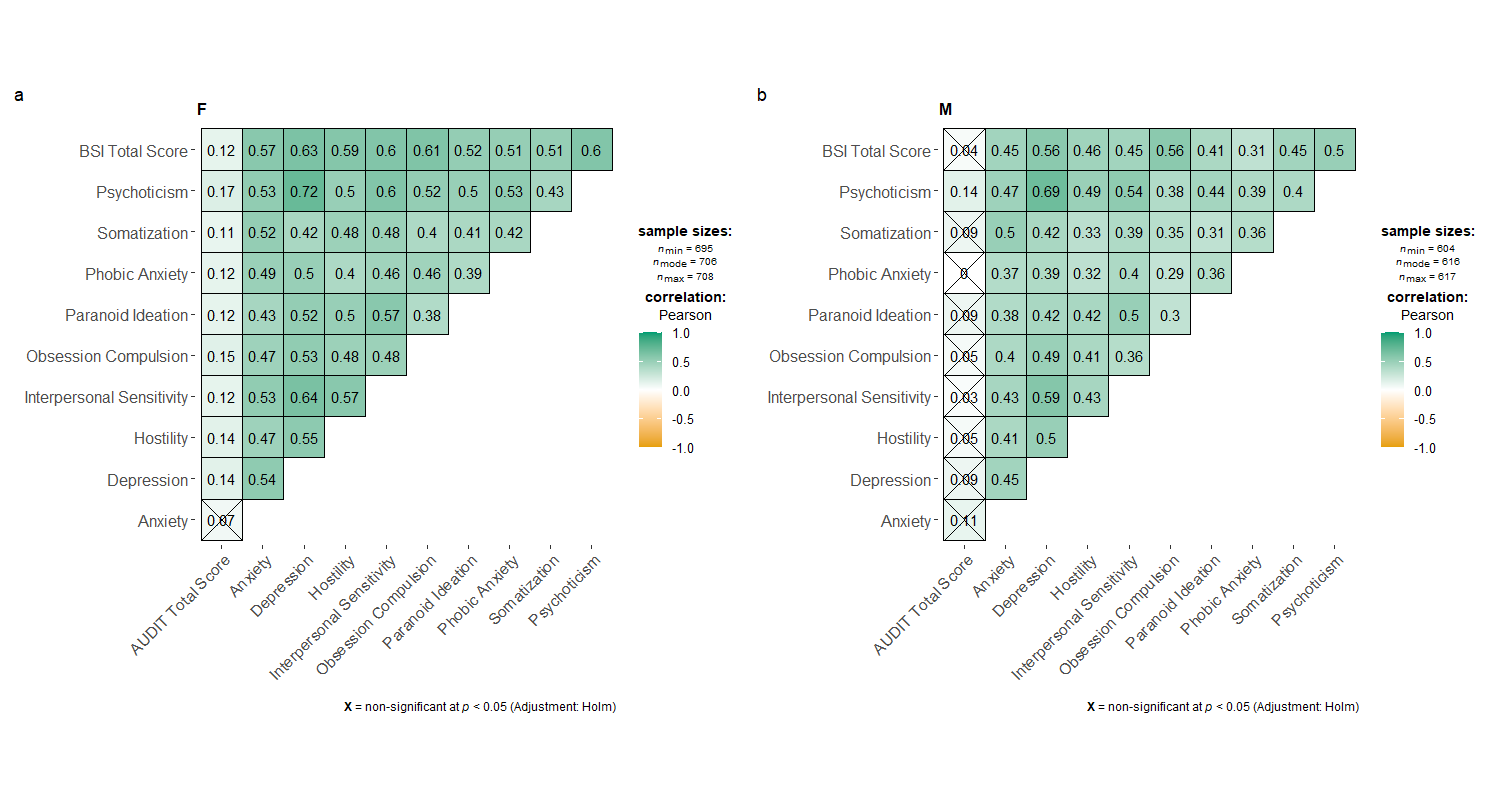 a
F
BSI Total Score
0.12 0.57 0.63 0.59 0.6 0.61 0.52 0.51 0.51 0.6
Psychoticism
0.17 0.53 0.72 0.5 0.6 0.52 0.5 0.53 0.43
Somatization
0.11 0.52 0.42 0.48 0.48 0.4 0.41 0.42
Phobic Anxiety
0.12 0.49 0.5 0.4 0.46 0.46 0.39
Paranoid Ideation
0.12 0.43 0.52 0.5 0.57 0.38
Obsession Compulsion
0.15 0.47 0.53 0.48 0.48
Interpersonal Sensitivity
0.12 0.53 0.64 0.57
Hostility
0.14 0.47 0.55
Depression
0.14 0.54
Anxiety
0.07
AUDIT Total Score
Anxiety
Depression
Hostility
Interpersonal Sensitivity
Obsession Compulsion
Paranoid Ideation
Phobic Anxiety
Somatization
Psychoticism
sample sizes:
nmin = 695
nmode = 706
nmax = 708
correlation:
Pearson
1.0
0.5
0.0
-0.5
-1.0
X = non-significant at p < 0.05 (Adjustment: Holm)
b
M
BSI Total Score
0.04 0.45 0.56 0.46 0.45 0.56 0.41 0.31 0.45 0.5
Psychoticism
0.14 0.47 0.69 0.49 0.54 0.38 0.44 0.39 0.4
Somatization
0.09 0.5 0.42 0.33 0.39 0.35 0.31 0.36
Phobic Anxiety
0 0.37 0.39 0.32 0.4 0.29 0.36
Paranoid Ideation
0.09 0.38 0.42 0.42 0.5 0.3
Obsession Compulsion
0.05 0.4 0.49 0.41 0.36
Interpersonal Sensitivity
0.03 0.43 0.59 0.43
Hostility
0.05 0.41 0.5
Depression
0.09 0.45
Anxiety
0.11
AUDIT Total Score
Anxiety
Depression
Hostility
Interpersonal Sensitivity
Obsession Compulsion
Paranoid Ideation
Phobic Anxiety
Somatization
Psychoticism
sample sizes:
nmin = 604
nmode = 616
nmax = 617
correlation:
Pearson
1.0
0.5
0.0
-0.5
-1.0
X = non-significant at p < 0.05 (Adjustment: Holm)